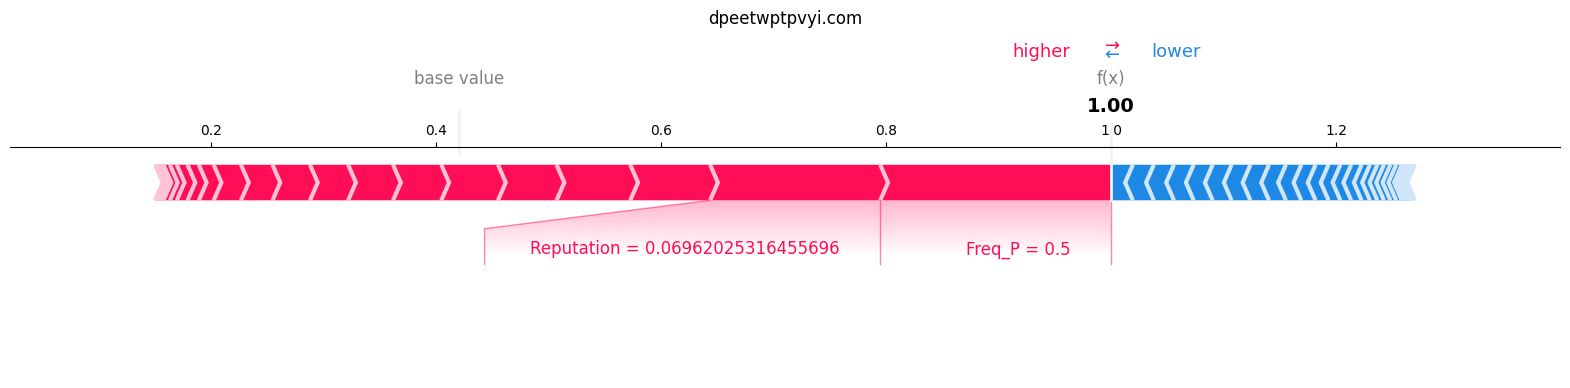 dpeetwptpvyi.com
higher ⇄ lower
base value f(x)
1.00
0.2 0.4 0.6 0.8 1.0 1.2
Reputation = 0.06962025316455696 Freq_P = 0.5